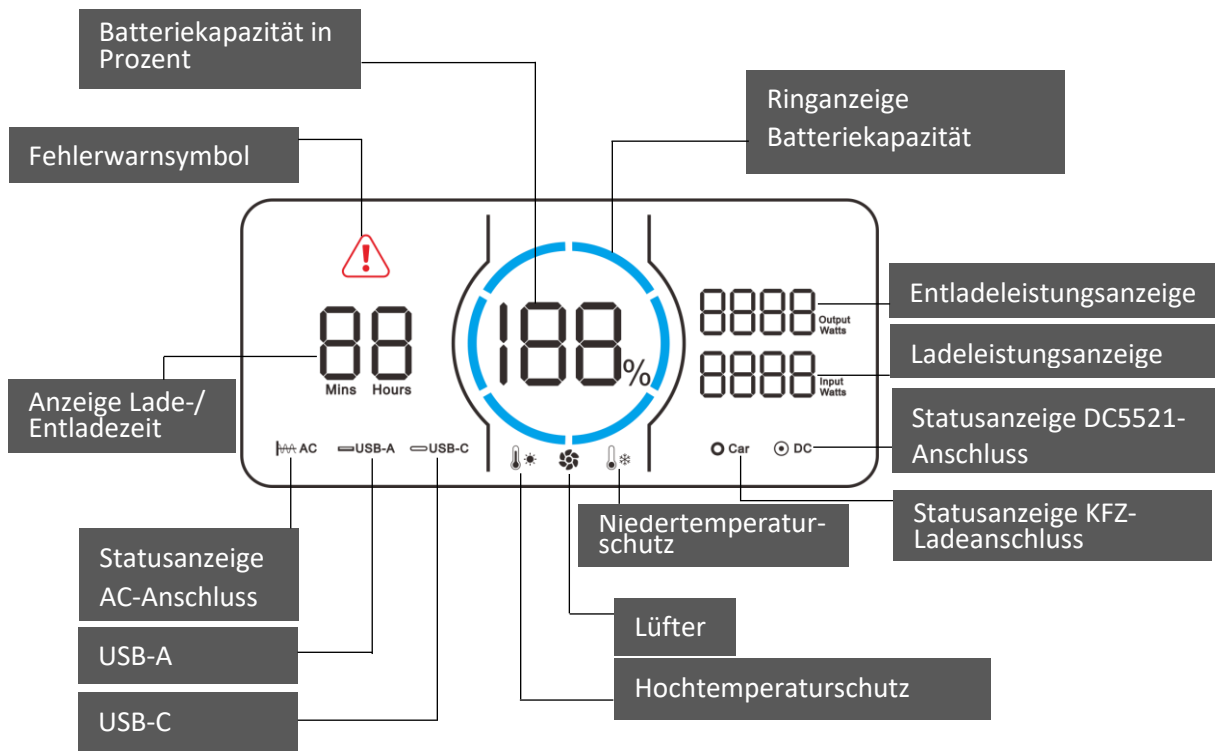 Batteriekapazität in
Prozent
Ringanzeige
Batteriekapazität
Fehlerwarnsymbol
188%
88
Mins Hours
8888 Output
Watts
8888 Input
Watts
Entladeleistungsanzeige
Ladeleistungsanzeige
Anzeige Lade-/
Entladezeit
Statusanzeige DC5521-
Anschluss
AC USB-A USB-C
Car DC
Niedertemperatur-
schutz
Statusanzeige KFZ-
Ladeanschluss
Statusanzeige
AC-Anschluss
Lüfter
USB-A
Hochtemperaturschutz
USB-C